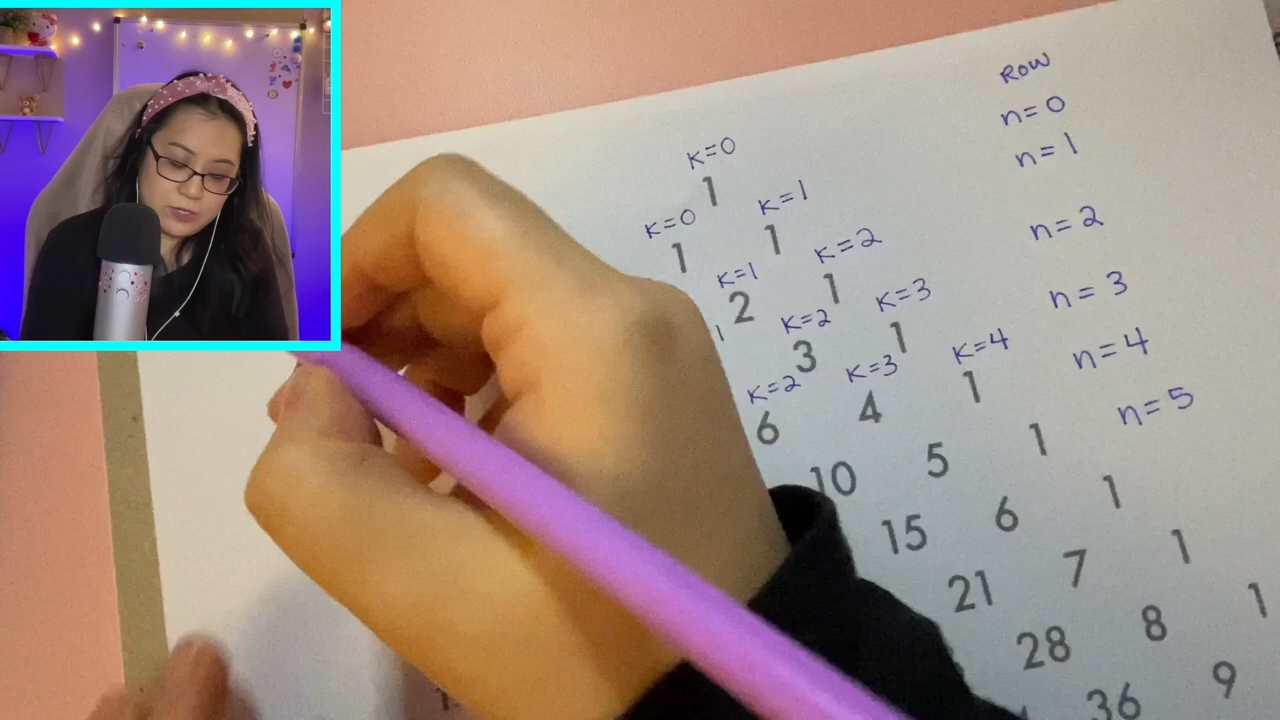 ROW
K=0 n=0
1 n=1
K=0 K=1
1 1 n=2
K=1 K=2
2 1 n=3
K=2 K=3
3 1 n=4
K=2 K=3 K=4
6 4 1 n=5
10 5 1
15 6 1
21 7 1
28 8 1
36 9